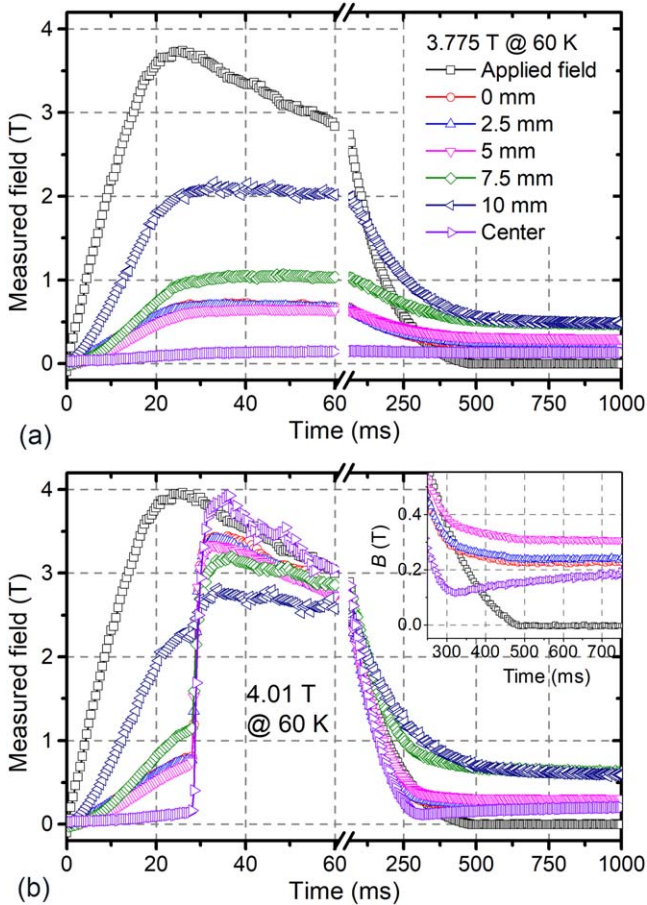 (a)
4
3
2
1
0
Measured field (T)
3.775 T @ 60 K
Applied field
0 mm
2.5 mm
5 mm
7.5 mm
10 mm
Center
0 20 40 60 250 500 750 1000
Time (ms)
(b)
4
3
2
1
0
Measured field (T)
4.01 T
@ 60 K
0.4
0.2
0.0
B (T)
300 400 500 600 700
Time (ms)
0 20 40 60 250 500 750 1000
Time (ms)